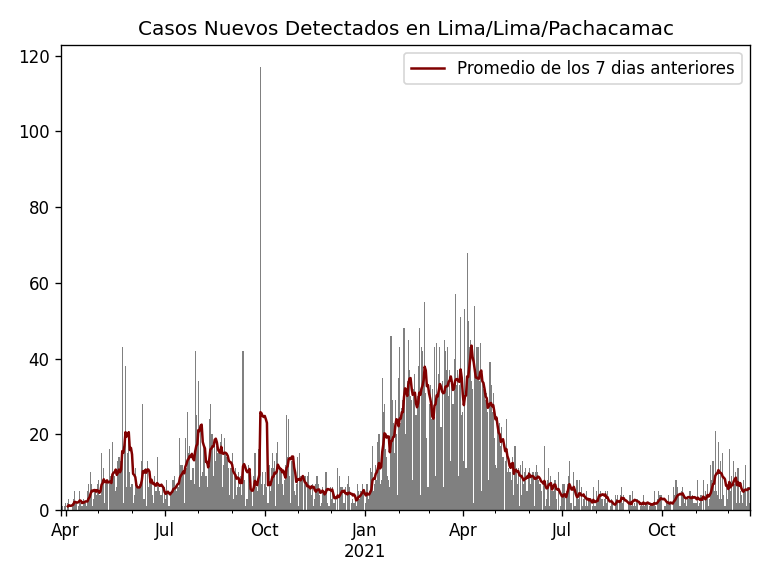 Casos Nuevos Detectados en Lima/Lima/Pachacamac
Promedio de los 7 dias anteriores
120
100
80
60
40
20
0
Apr Jul Oct Jan Apr Jul Oct
2021